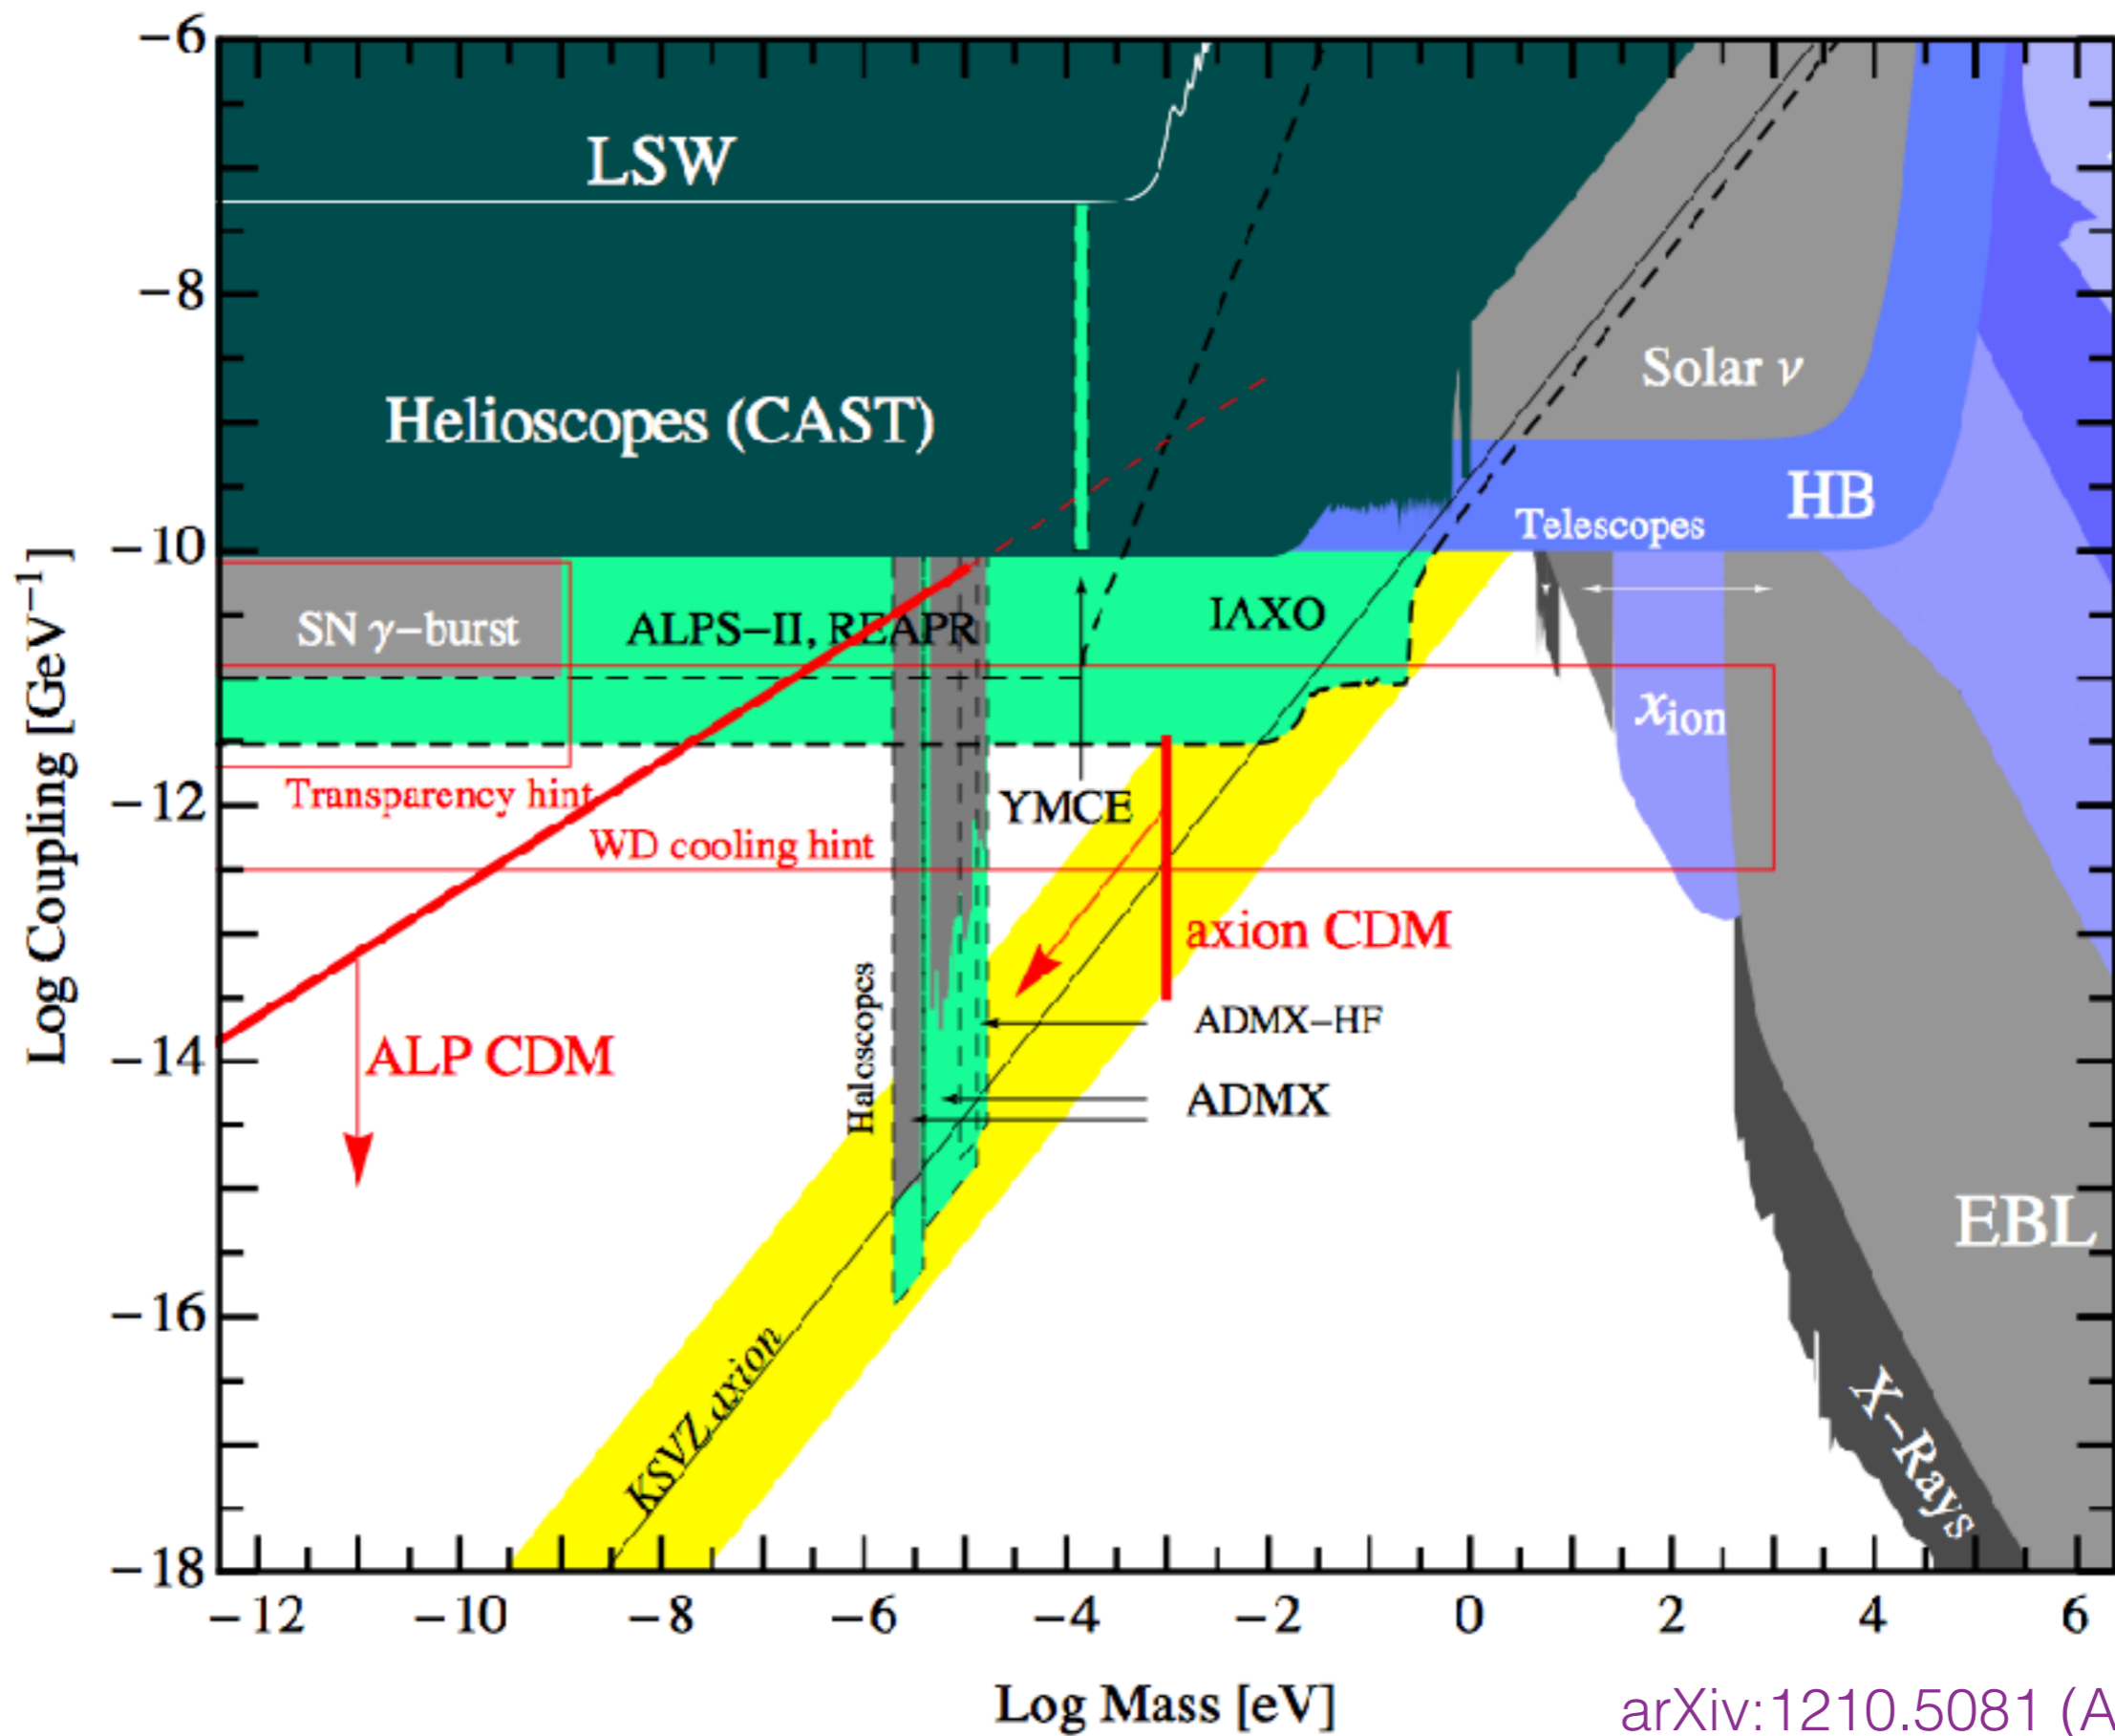 −6
LSW
−8
Solar ν
Helioscopes (CAST)
HB
Telescopes
−10
SN γ−burst
ALPS−II, REAPR
IAXO
xion
Transparency hint
−12
YMCE
WD cooling hint
axion CDM
Haloscopes
ADMX−HF
−14
ALP CDM
ADMX
EBL
−16
KSVZ axion
X−Rays
−18
Log Coupling [GeV−1]
−12 −10 −8 −6 −4 −2 0 2 4 6
Log Mass [eV]
arXiv:1210.5081 (A